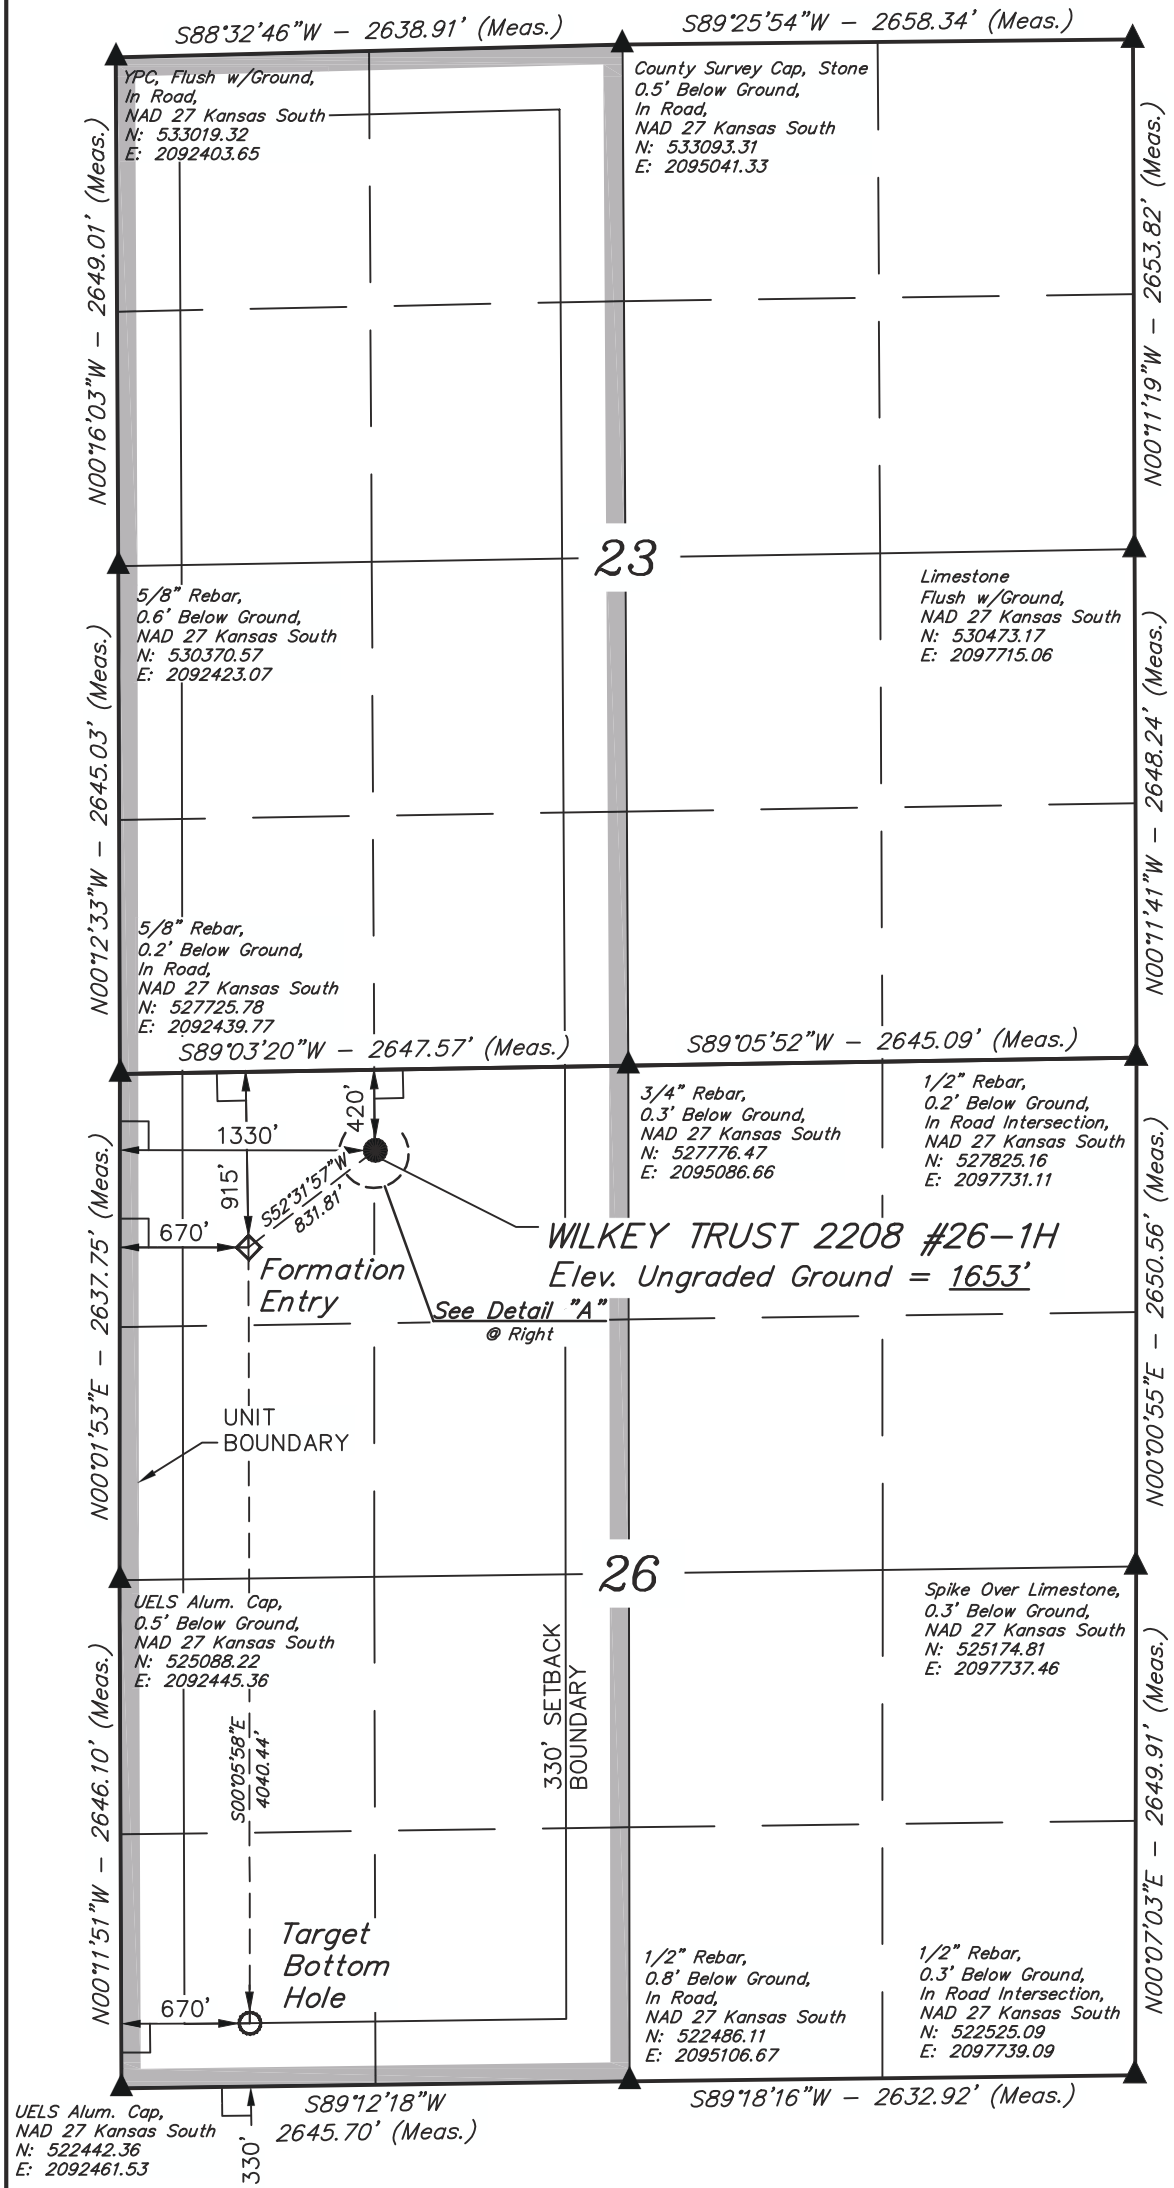 S88°32'46"W - 2638.91' (Meas.)
S89°25'54"W - 2658.34' (Meas.)
YPC, Flush w/Ground,
In Road,
NAD 27 Kansas South
N: 533019.32
E: 2092403.65
County Survey Cap, Stone
0.5' Below Ground,
In Road,
NAD 27 Kansas South
N: 533093.31
E: 2095041.33
N00°16'03"W - 2649.01' (Meas.)
N00°11'19"W - 2653.82' (Meas.)
23
5/8" Rebar,
0.6' Below Ground,
NAD 27 Kansas South
N: 530370.57
E: 2092423.07
Limestone
Flush w/Ground,
NAD 27 Kansas South
N: 530473.17
E: 2097715.06
N00°12'33"W - 2645.03' (Meas.)
N00°11'41"W - 2648.24' (Meas.)
5/8" Rebar,
0.2' Below Ground,
In Road,
NAD 27 Kansas South
N: 527725.78
E: 2092439.77
S89°03'20"W - 2647.57' (Meas.)
S89°05'52"W - 2645.09' (Meas.)
3/4" Rebar,
0.3' Below Ground,
NAD 27 Kansas South
N: 527776.47
E: 2095086.66
1/2" Rebar,
0.2' Below Ground,
In Road Intersection,
NAD 27 Kansas South
N: 527825.16
E: 2097731.11
420'
1330'
915'
S52°31'57"W
831.81'
670'
WILKEY TRUST 2208 #26-1H
Elev. Ungraded Ground = 1653'
Formation
Entry
See Detail "A"
@ Right
N00°01'53"E - 2637.75' (Meas.)
N00°00'55"E - 2650.56' (Meas.)
UNIT
BOUNDARY
26
UELS Alum. Cap,
0.5' Below Ground,
NAD 27 Kansas South
N: 525088.22
E: 2092445.36
Spike Over Limestone,
0.3' Below Ground,
NAD 27 Kansas South
N: 525174.81
E: 2097737.46
330' SETBACK
BOUNDARY
S00°05'58"E
4040.44'
N00°11'51"W - 2646.10' (Meas.)
N00°07'03"E - 2649.91' (Meas.)
Target
Bottom
Hole
670'
1/2" Rebar,
0.8' Below Ground,
In Road,
NAD 27 Kansas South
N: 522486.11
E: 2095106.67
1/2" Rebar,
0.3' Below Ground,
In Road Intersection,
NAD 27 Kansas South
N: 522525.09
E: 2097739.09
S89°12'18"W
2645.70' (Meas.)
S89°18'16"W - 2632.92' (Meas.)
UELS Alum. Cap,
NAD 27 Kansas South
N: 522442.36
E: 2092461.53
330'